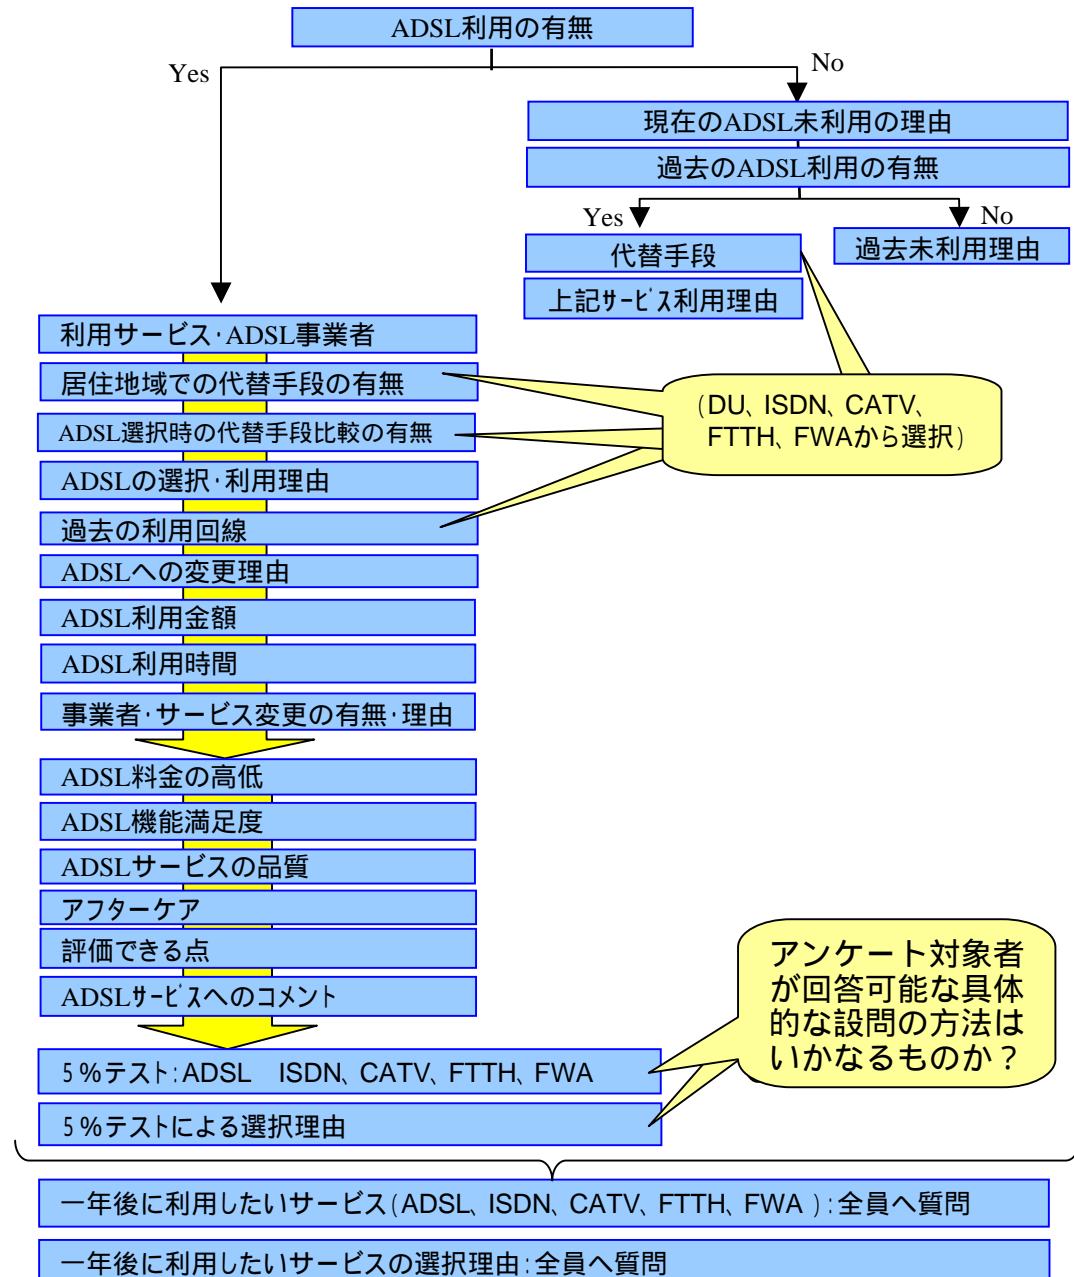 ADSL利用の有無
Yes
No
現在のADSL未利用の理由
過去のADSL利用の有無
Yes
No
代替手段
過去未利用理由
上記サービス利用理由
利用サービス・ADSL事業者
居住地域での代替手段の有無
ADSL選択時の代替手段比較の有無
ADSLの選択・利用理由
過去の利用回線
ADSLへの変更理由
ADSL利用金額
ADSL利用時間
事業者・サービス変更の有無・理由
(DU、ISDN、CATV、
FTTH、FWAから選択)
ADSL料金の高低
ADSL機能満足度
ADSLサービスの品質
アフターケア
評価できる点
ADSLサービスへのコメント
アンケート対象者
が回答可能な具体
的な設問の方法は
いかなるものか？
5％テスト:ADSL　ISDN、CATV、FTTH、FWA
5％テストによる選択理由
一年後に利用したいサービス(ADSL、ISDN、CATV、FTTH、FWA ):全員へ質問
一年後に利用したいサービスの選択理由:全員へ質問